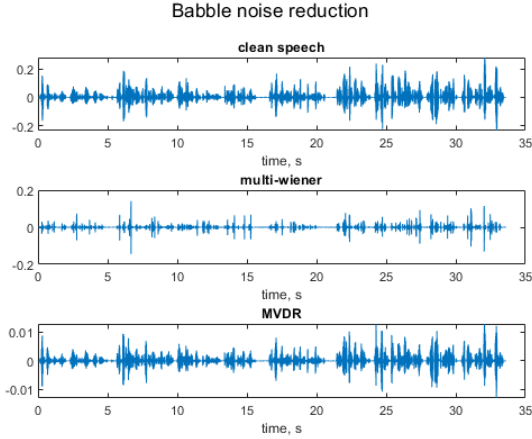 Babble noise reduction
clean speech
0.2
0
-0.2
0 5 10 15 20 25 30 35
time, s
multi-wiener
0.2
0
-0.2
0 5 10 15 20 25 30 35
time, s
MVDR
0.01
0
-0.01
0 5 10 15 20 25 30 35
time, s